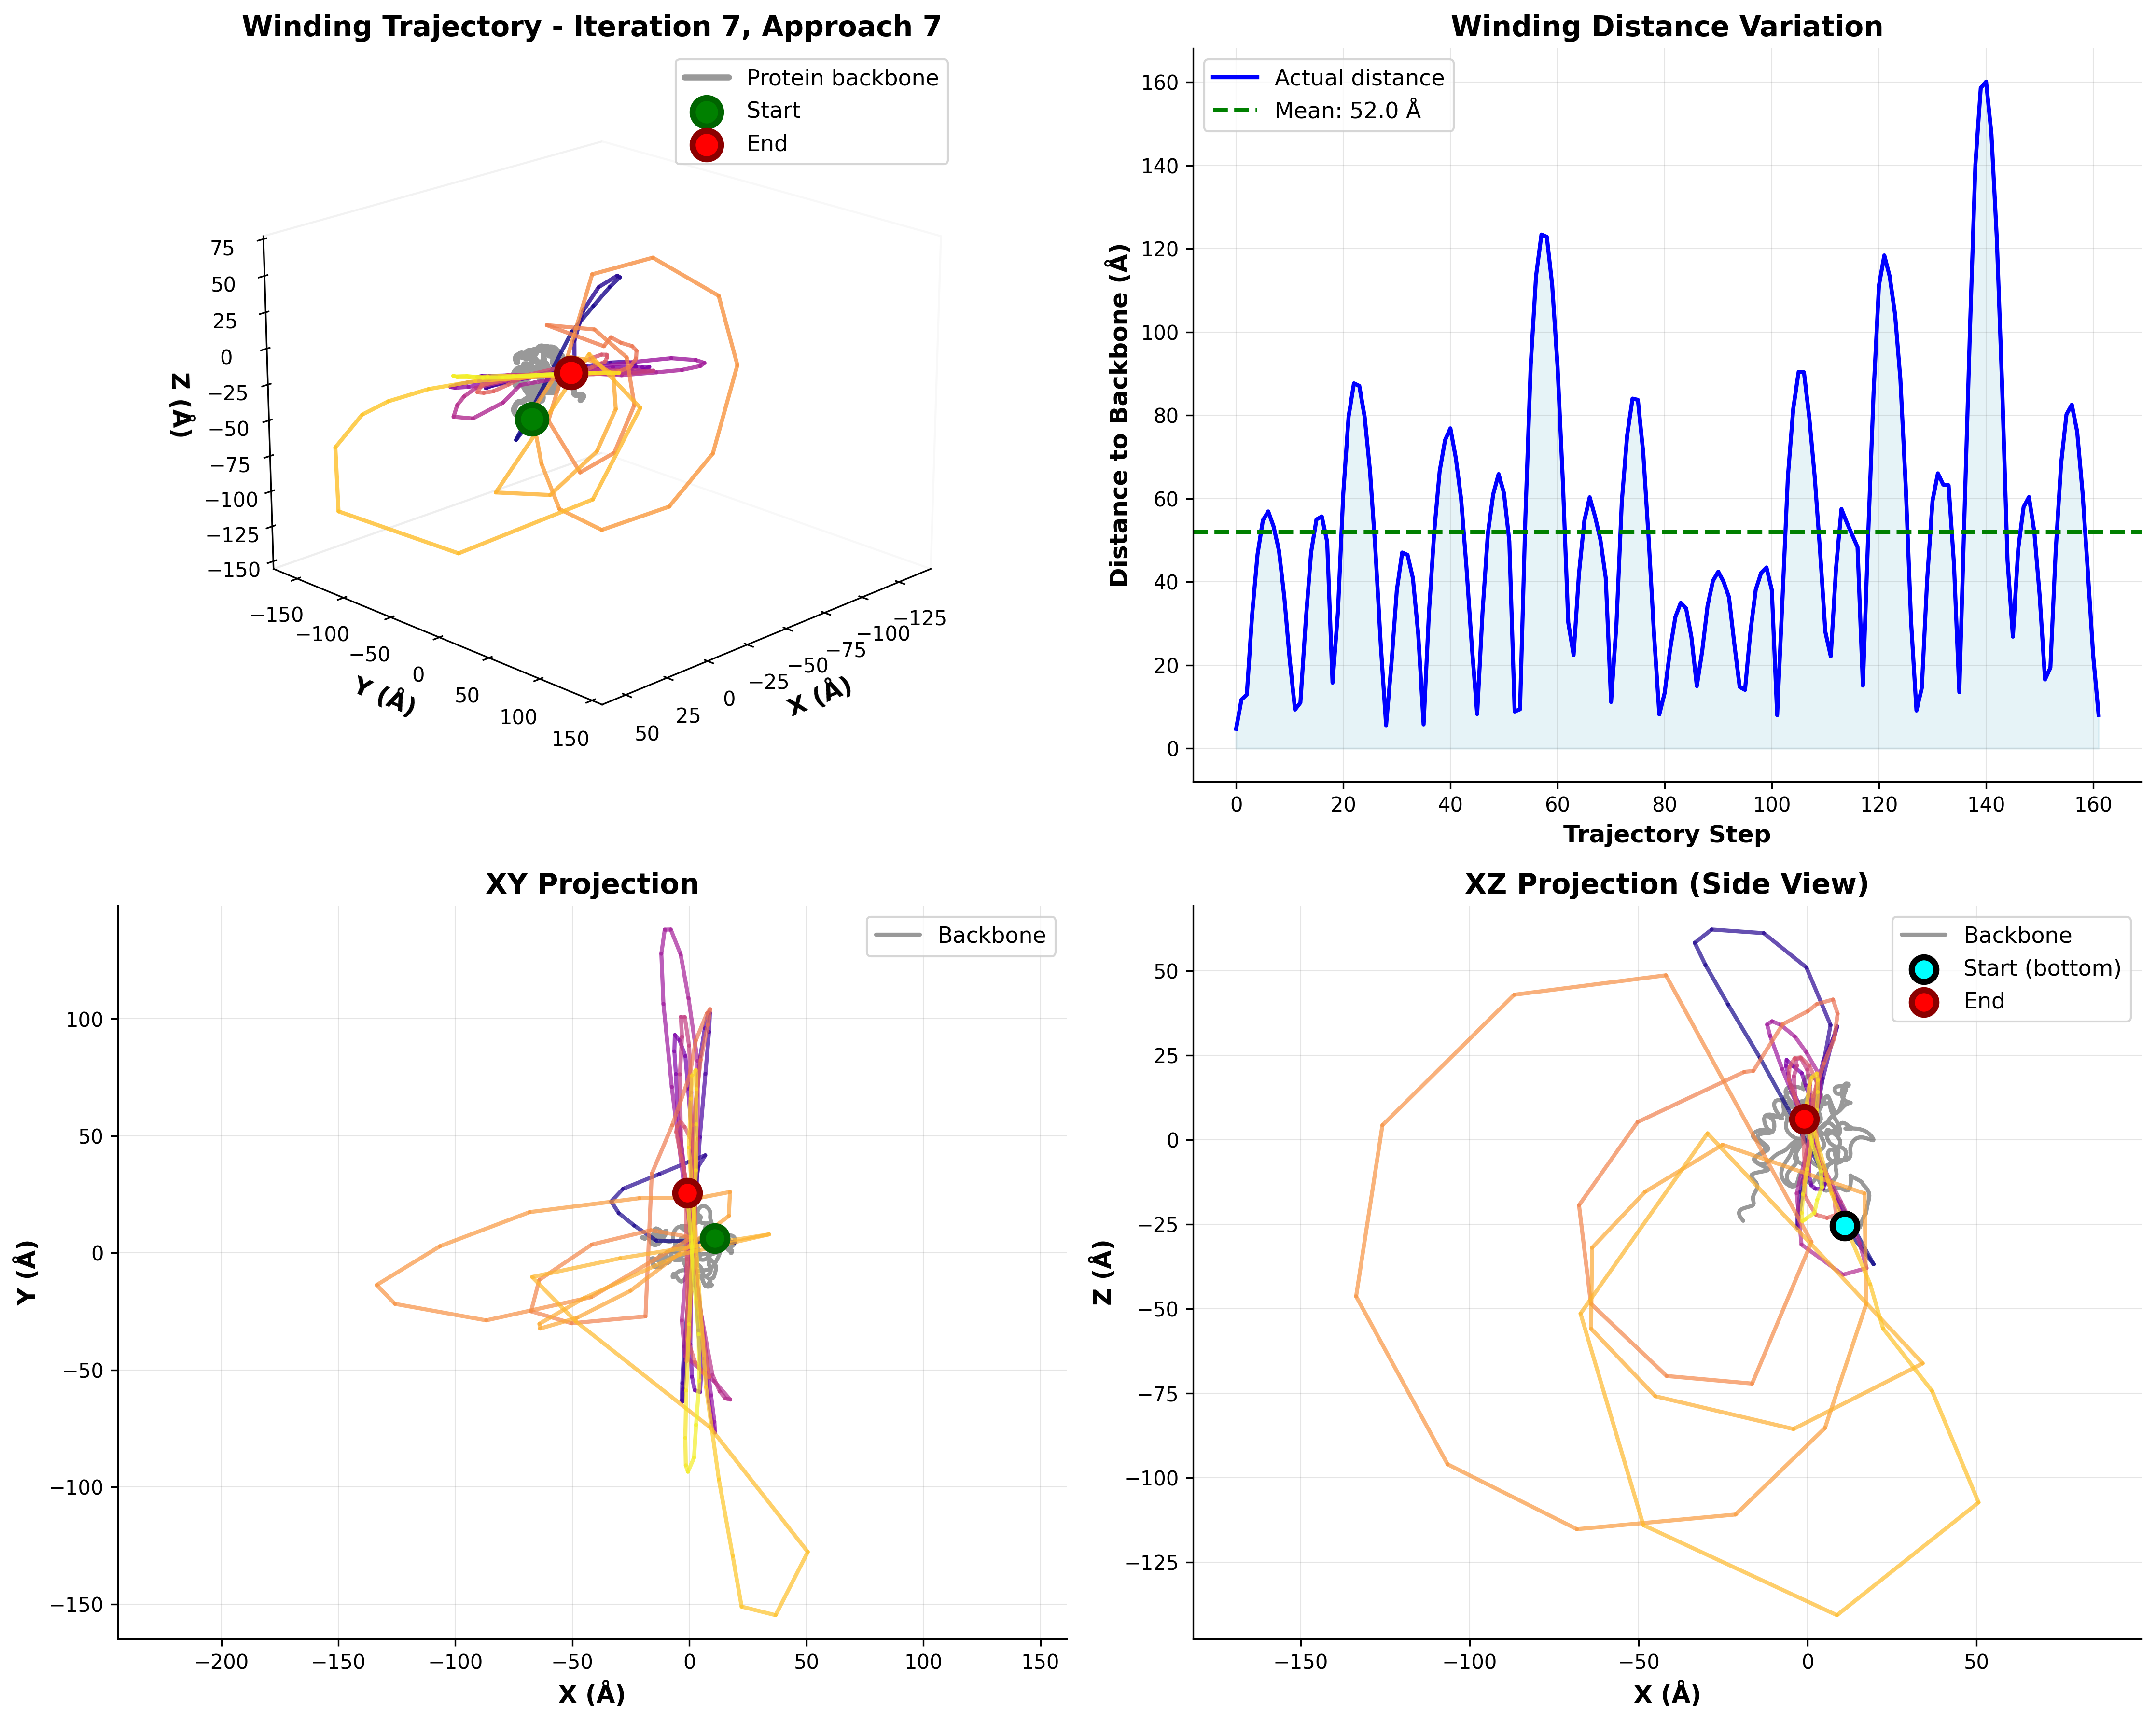 Winding Trajectory - Iteration 7, Approach 7
Protein backbone
Start
End
75
50
25
0
−25
−50
−75
−100
−125
−150
Z (Å)
−150
−100
−50
0
50
100
150
Y (Å)
50
25
0
−25
−50
−75
−100
−125
X (Å)
Winding Distance Variation
Actual distance
Mean: 52.0 Å
160
140
120
100
80
60
40
20
0
Distance to Backbone (Å)
0 20 40 60 80 100 120 140 160
Trajectory Step
XY Projection
Backbone
100
50
0
−50
−100
−150
Y (Å)
−200 −150 −100 −50 0 50 100 150
X (Å)
XZ Projection (Side View)
Backbone
Start (bottom)
End
50
25
0
−25
−50
−75
−100
−125
Z (Å)
−150 −100 −50 0 50
X (Å)